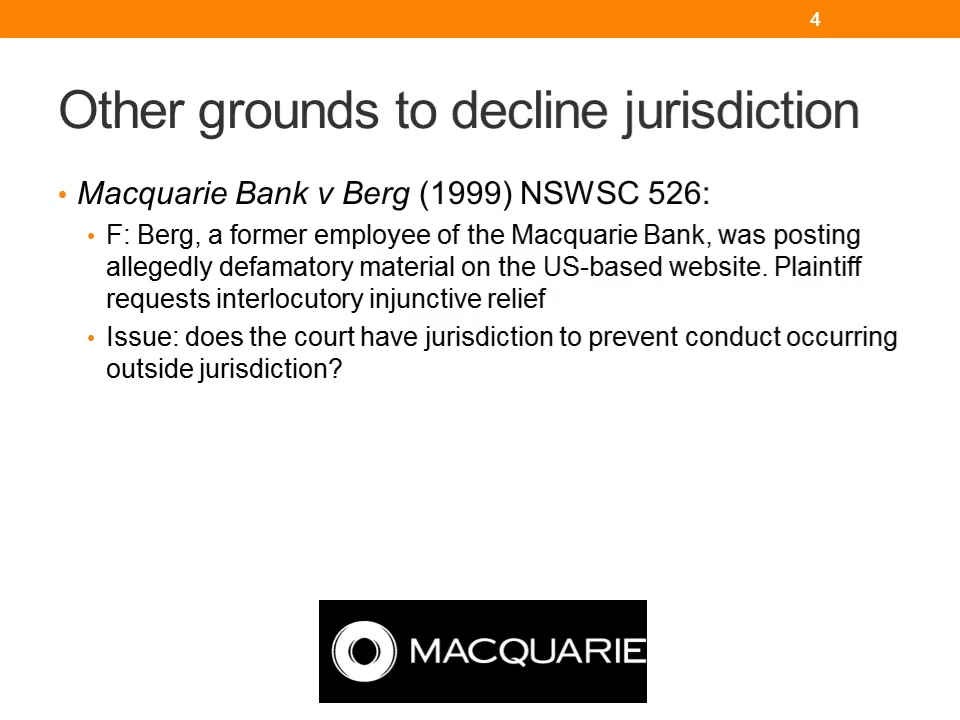 4
Other grounds to decline jurisdiction
• Macquarie Bank v Berg (1999) NSWSC 526:
• F: Berg, a former employee of the Macquarie Bank, was posting
allegedly defamatory material on the US-based website. Plaintiff
requests interlocutory injunctive relief
• Issue: does the court have jurisdiction to prevent conduct occurring
outside jurisdiction?
MACQUARIE